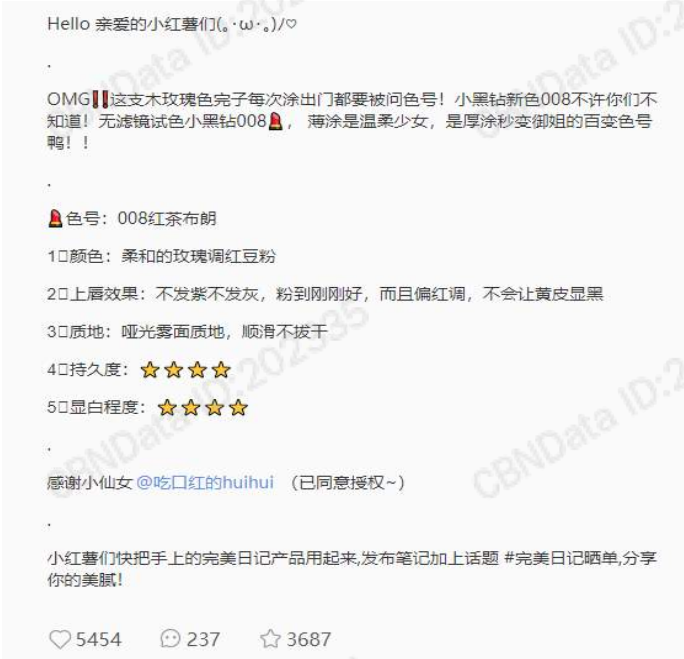 Hello 亲爱的小红薯们(｡･ω･｡)ﾉ♡
.
OMG‼️这支木玫瑰色完子每次涂出门都要被问色号！小黑钻新色008不许你们不
知道！无滤镜试色小黑钻008💄，薄涂是温柔少女，是厚涂秒变御姐的百变色号
鸭！！
.
💄色号：008红茶布朗
1□颜色：柔和的玫瑰调红豆粉
2□上唇效果：不发紫不发灰，粉到刚刚好，而且偏红调，不会让黄皮显黑
3□质地：哑光雾面质地，顺滑不拔干
4□持久度：⭐⭐⭐⭐
5□显白程度：⭐⭐⭐⭐
.
感谢小仙女 @吃口红的huihui （已同意授权~）
.
小红薯们快把手上的完美日记产品用起来,发布笔记加上话题 #完美日记晒单,分享
你的美腻！
5454 237 3687
CBNData ID:202335